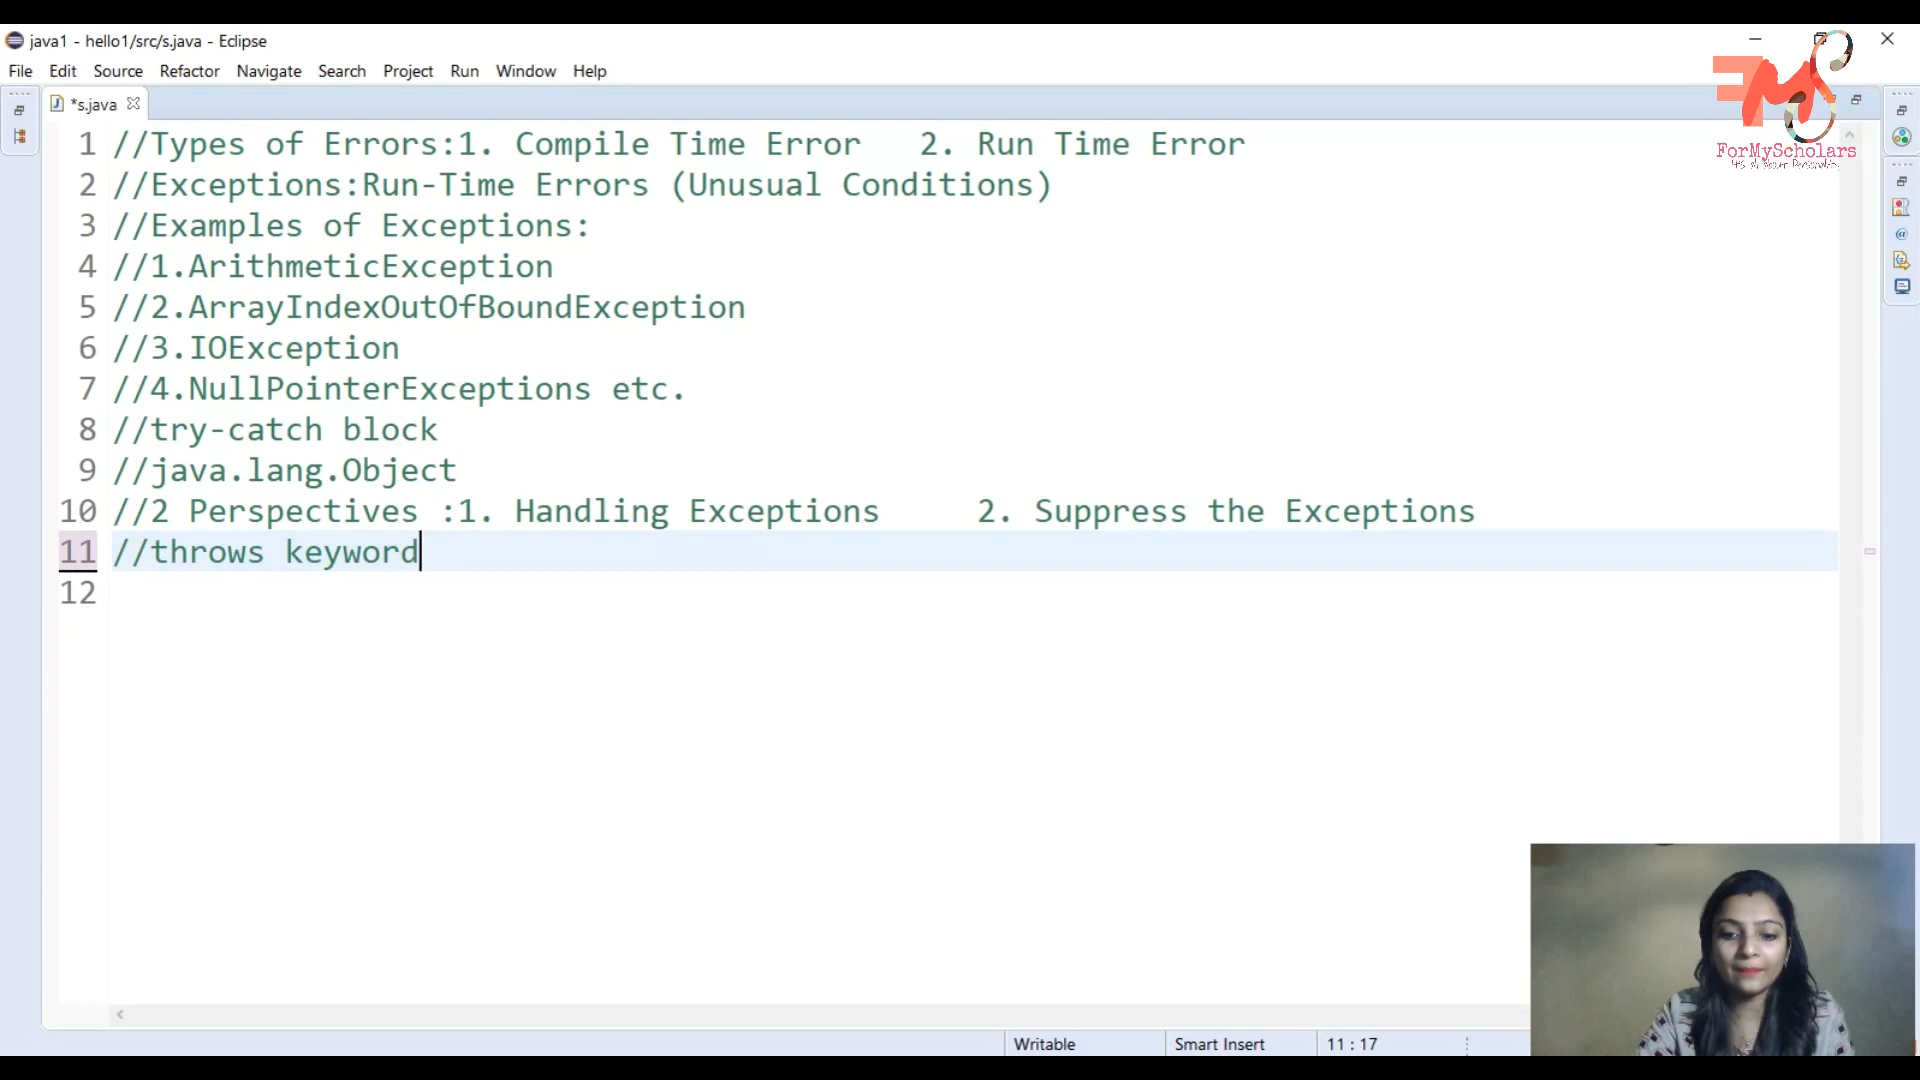 java1 - hello1/src/s.java - Eclipse
File Edit Source Refactor Navigate Search Project Run Window Help
*s.java
ForMyScholars
1 //Types of Errors:1. Compile Time Error   2. Run Time Error
2 //Exceptions:Run-Time Errors (Unusual Conditions)
3 //Examples of Exceptions:
4 //1.ArithmeticException
5 //2.ArrayIndexOutOfBoundException
6 //3.IOException
7 //4.NullPointerExceptions etc.
8 //try-catch block
9 //java.lang.Object
10 //2 Perspectives :1. Handling Exceptions     2. Suppress the Exceptions
11 //throws keyword
12
Writable Smart Insert 11 : 17